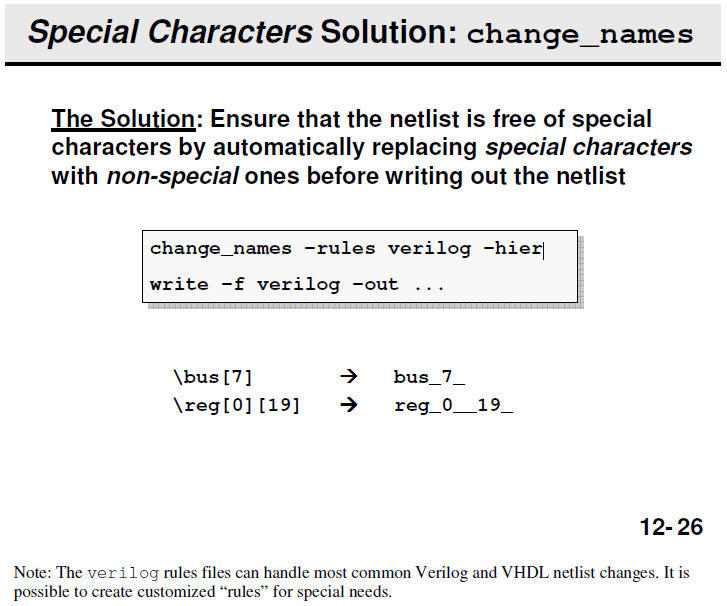 Special Characters Solution: change_names
The Solution: Ensure that the netlist is free of special
characters by automatically replacing special characters
with non-special ones before writing out the netlist
change_names –rules verilog –hier
write –f verilog –out ...
\bus[7] → bus_7_
\reg[0][19] → reg_0__19_
12- 26
Note: The verilog rules files can handle most common Verilog and VHDL netlist changes. It is
possible to create customized “rules” for special needs.